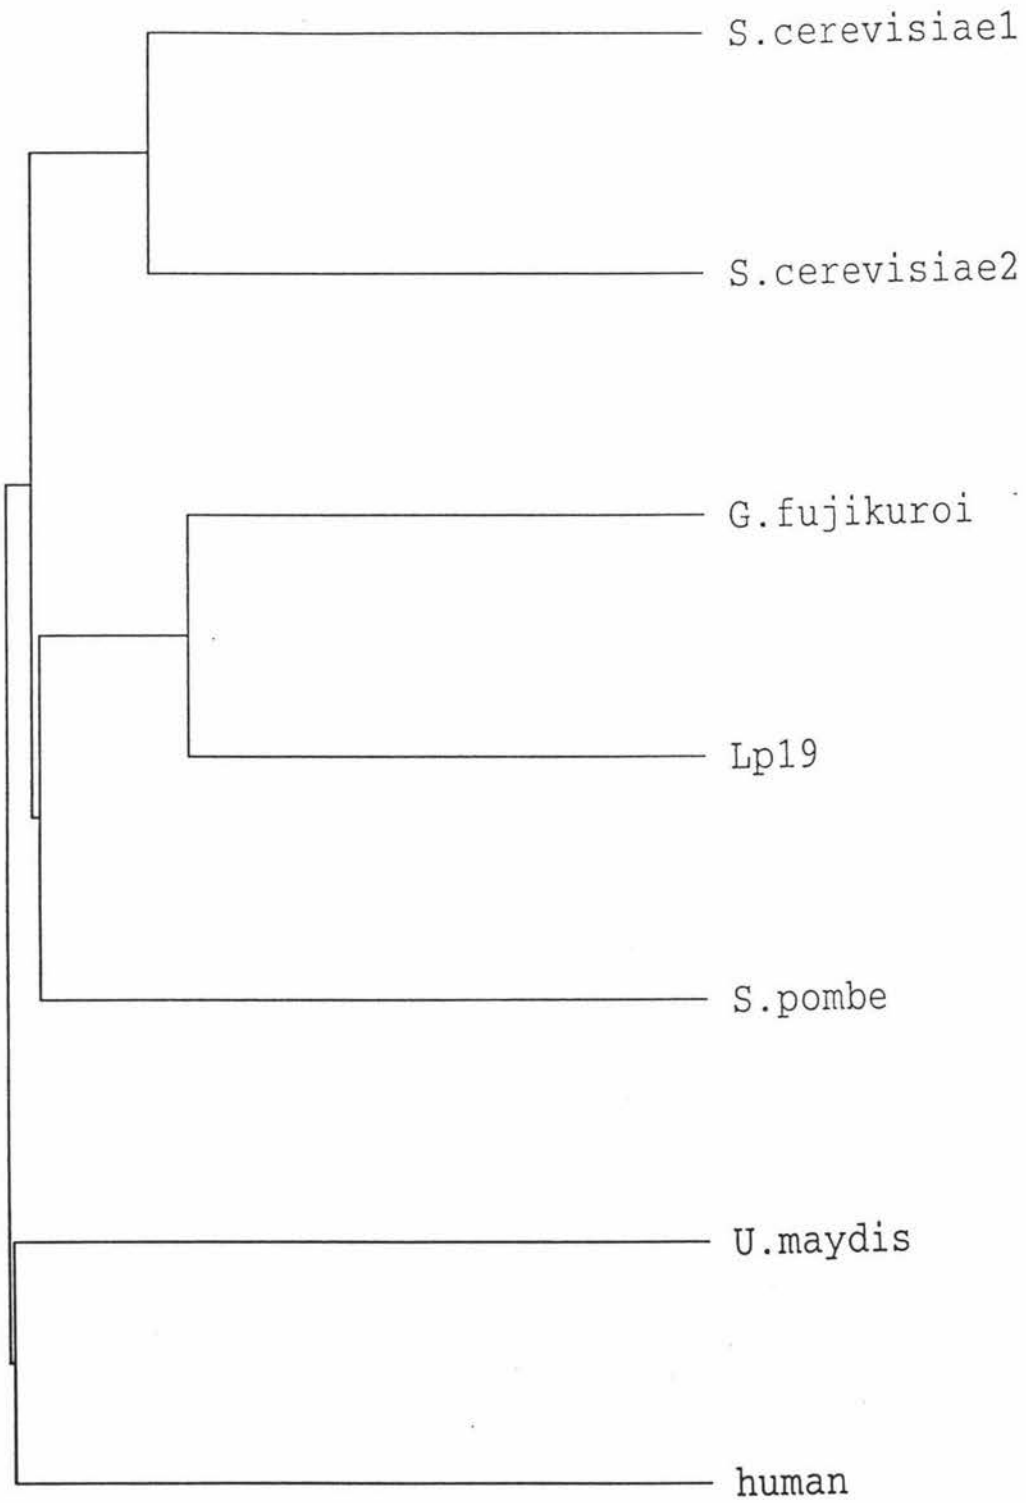 S.cerevisiae1
S.cerevisiae2
G.fujikuroi
Lp19
S.pombe
U.maydis
human